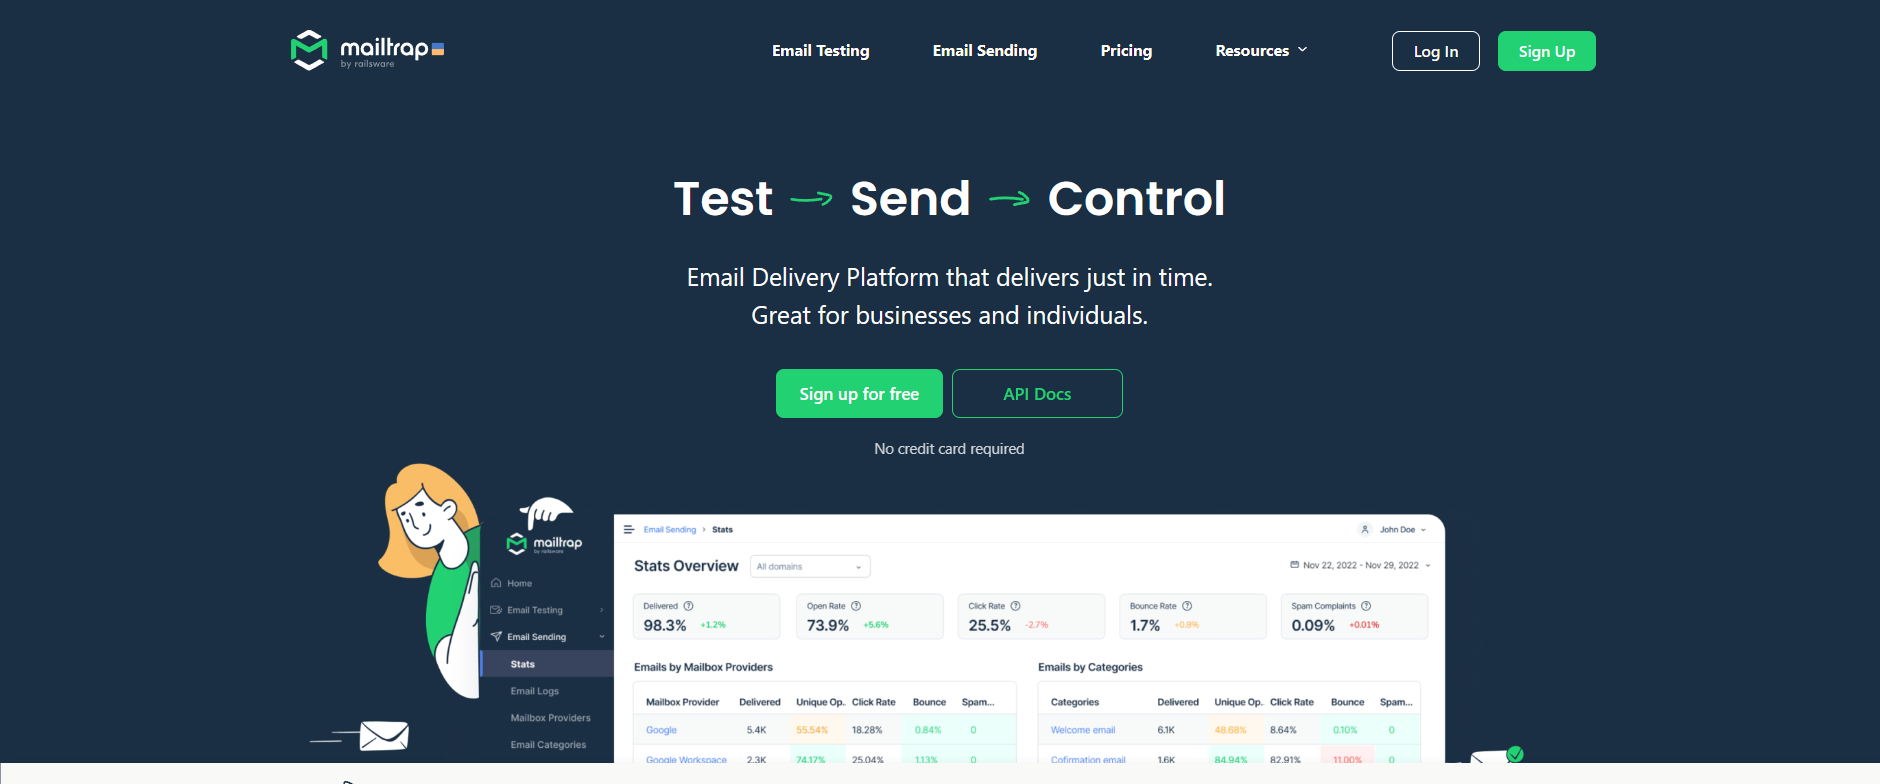 mailtrap
by railsware
Email Testing
Email Sending
Pricing
Resources
Log In
Sign Up
Test Send Control
Email Delivery Platform that delivers just in time.
Great for businesses and individuals.
Sign up for free
API Docs
No credit card required
mailtrap
by railsware
Home
Email Testing
Email Sending
Stats
Email Logs
Mailbox Providers
Email Categories
Email Sending › Stats
John Doe
Stats Overview
All domains
Nov 22, 2022 - Nov 29, 2022
Delivered
98.3% +1.2%
Open Rate
73.9% +5.6%
Click Rate
25.5% -2.7%
Bounce Rate
1.7% +0.8%
Spam Complaints
0.09% +0.01%
Emails by Mailbox Providers
Mailbox Provider Delivered Unique Op.. Click Rate Bounce Spam...
Google 5.4K 55.54% 18.28% 0.84% 0
Google Workspace 2.3K 74.17% 25.04% 1.13% 0
Emails by Categories
Categories Delivered Unique Op.. Click Rate Bounce Spam...
Welcome email 6.1K 48.68% 8.64% 0.10% 0
Cofirmation email 1.6K 84.94% 82.91% 11.00% 0